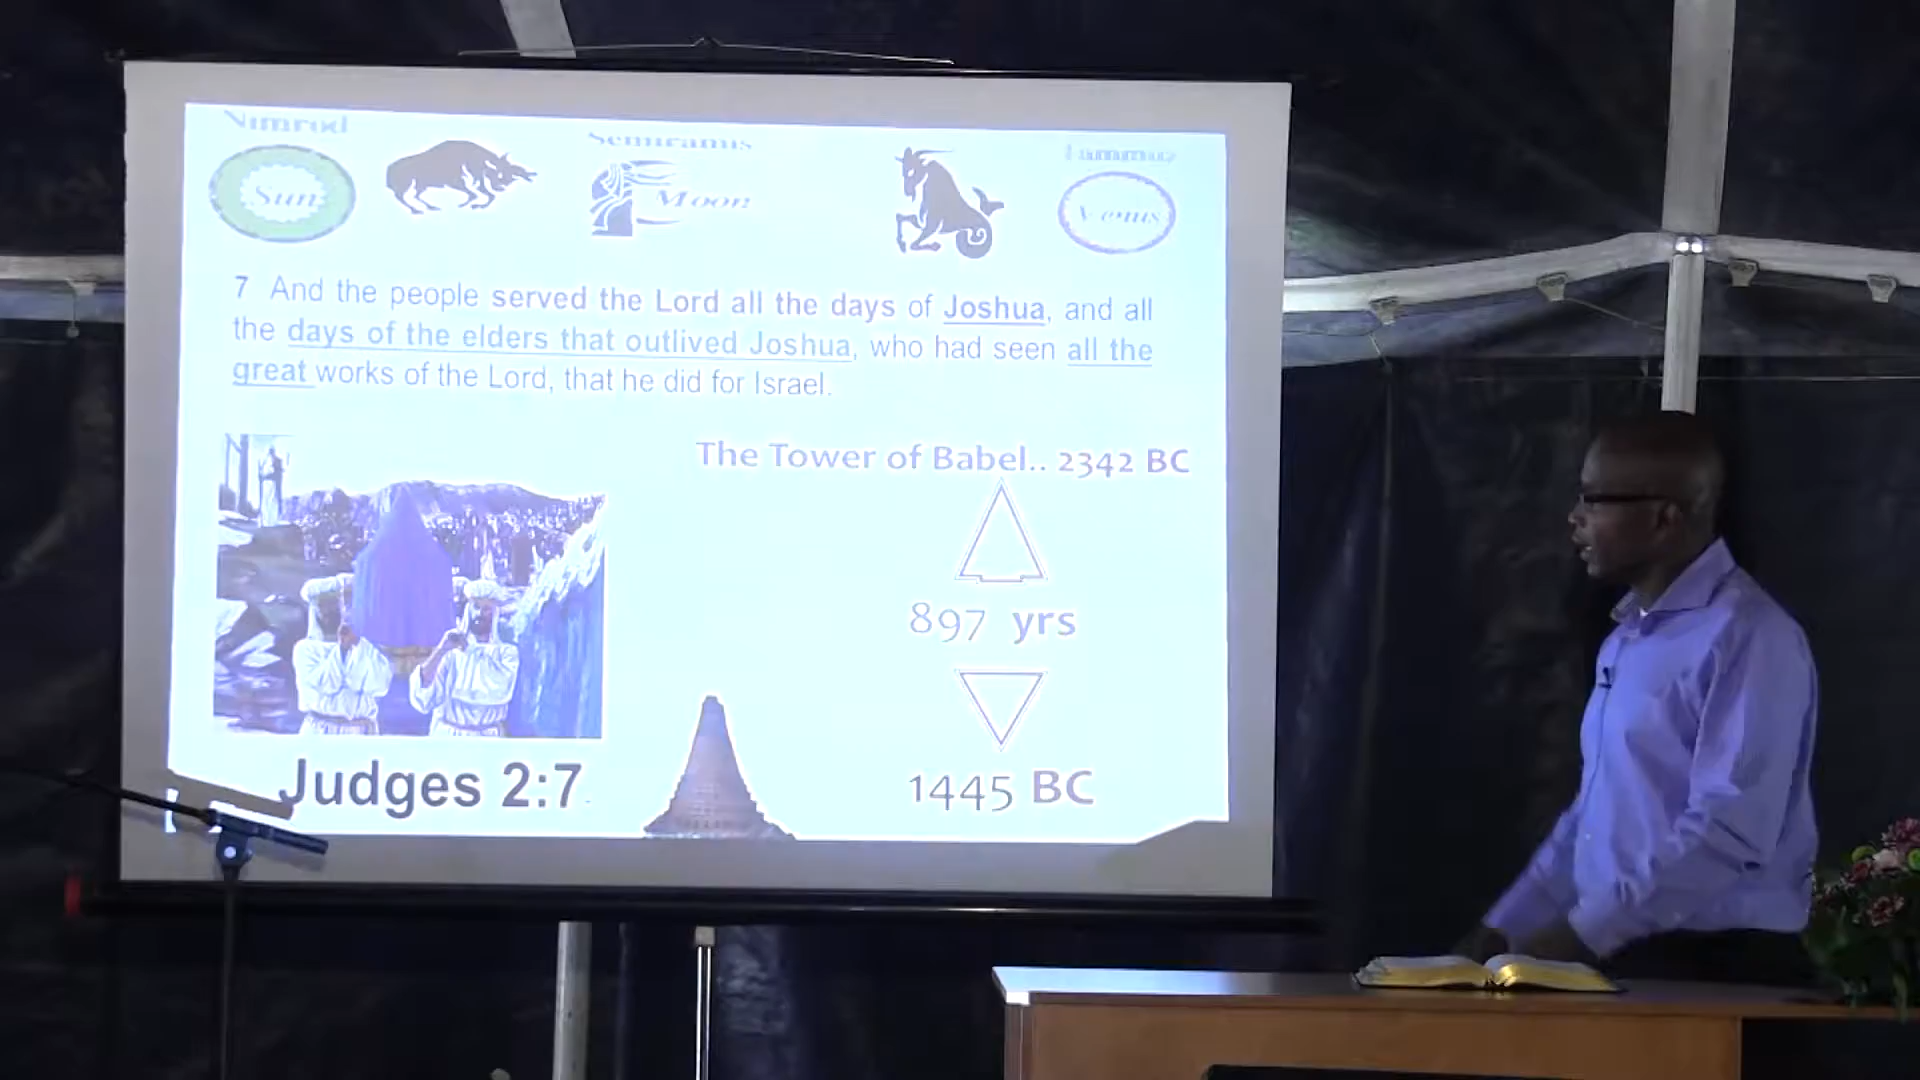 Nimrod
Semiramis
Tammuz
Sun
Moon
Venus
7 And the people served the Lord all the days of Joshua, and all
the days of the elders that outlived Joshua, who had seen all the
great works of the Lord, that he did for Israel.
The Tower of Babel.. 2342 BC
897 yrs
1445 BC
Judges 2:7